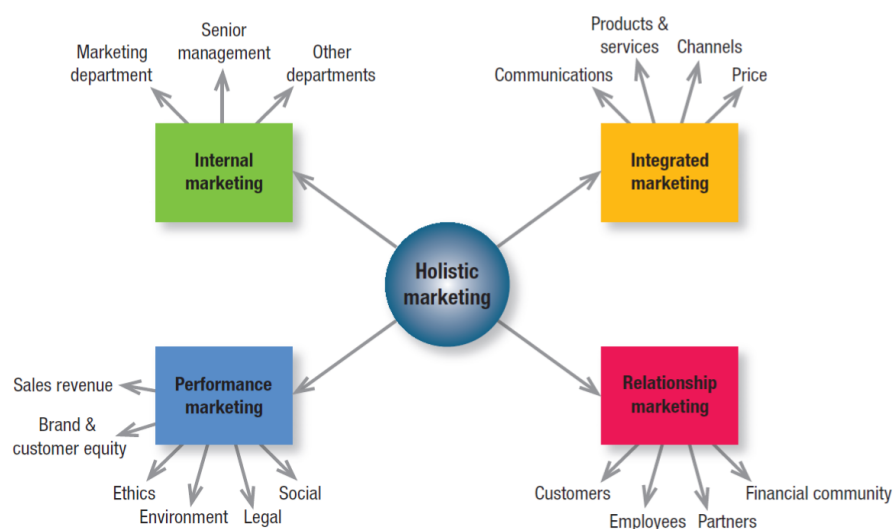 Marketing
department
Senior
management
Other
departments
Communications
Products &
services
Channels
Price
Internal
marketing
Integrated
marketing
Holistic
marketing
Performance
marketing
Relationship
marketing
Sales revenue
Brand &
customer equity
Ethics
Environment
Legal
Social
Customers
Employees
Partners
Financial community